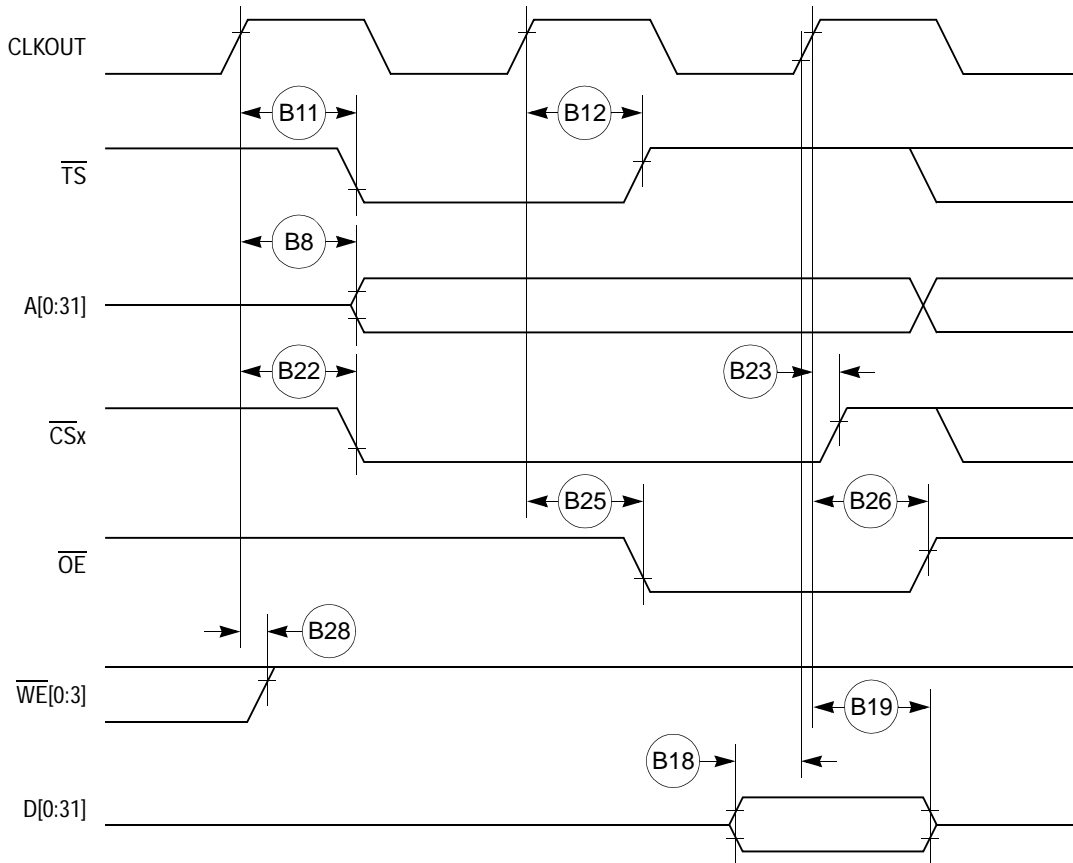 CLKOUT
B11
B12
TS
B8
A[0:31]
B22
B23
CSx
B25
B26
OE
B28
WE[0:3]
B19
B18
D[0:31]